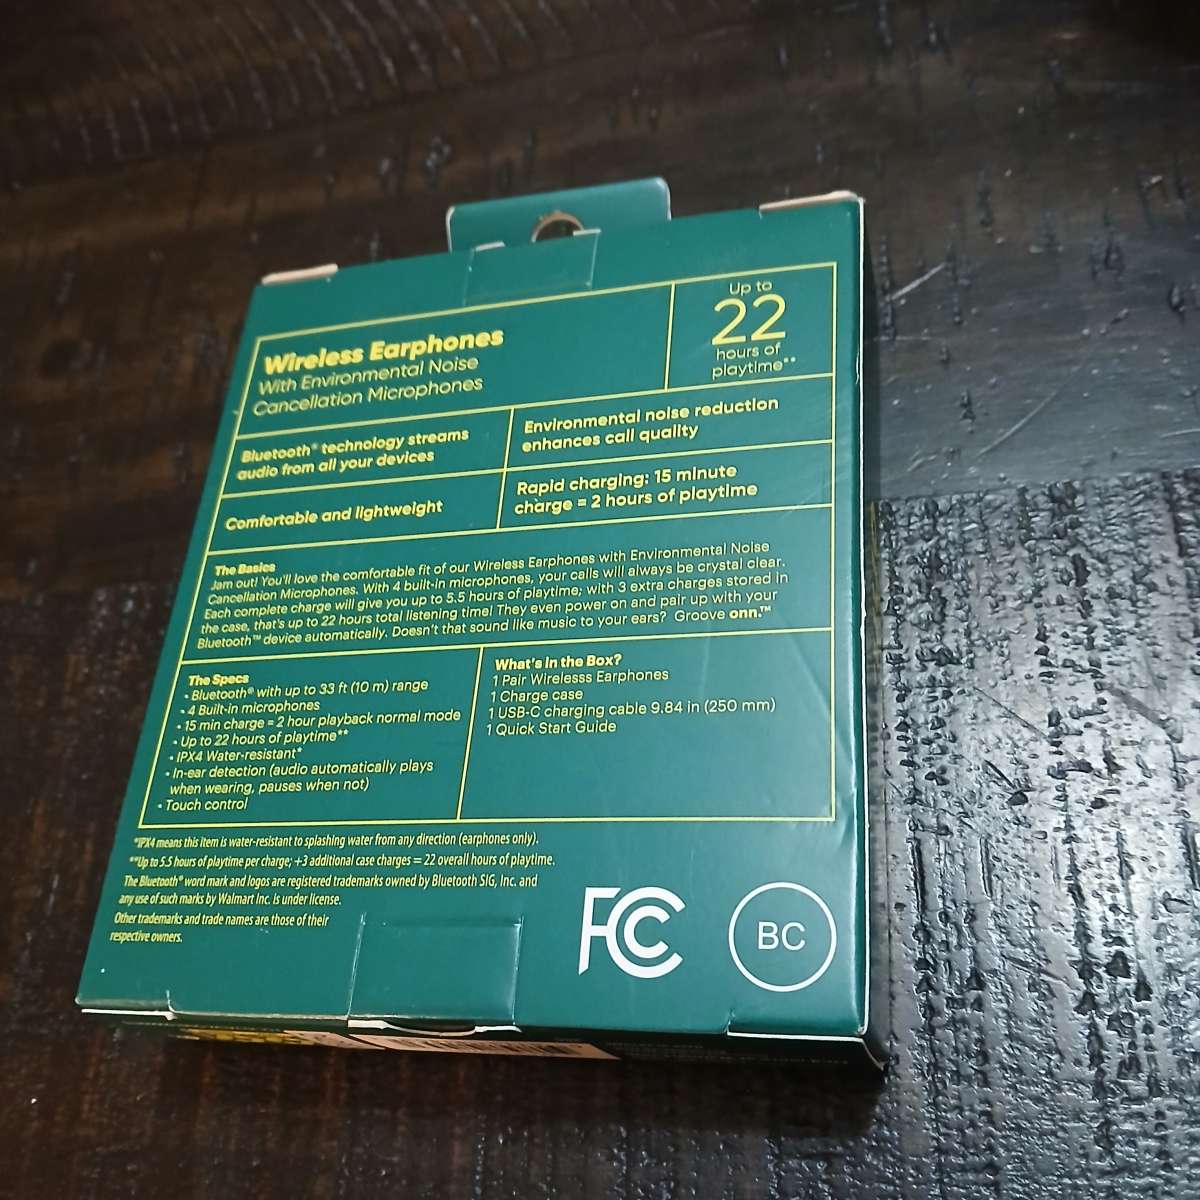 Wireless Earphones
With Environmental Noise
Cancellation Microphones
Up to
22
hours of
playtime**
Bluetooth® technology streams
audio from all your devices
Environmental noise reduction
enhances call quality
Comfortable and lightweight
Rapid charging: 15 minute
charge = 2 hours of playtime
The Basics
Jam out! You'll love the comfortable fit of our Wireless Earphones with Environmental Noise
Cancellation Microphones. With 4 built-in microphones, your calls will always be crystal clear.
Each complete charge will give you up to 5.5 hours of playtime; with 3 extra charges stored in
the case, that's up to 22 hours total listening time! They even power on and pair up with your
Bluetooth™ device automatically. Doesn't that sound like music to your ears? Groove onn.™
The Specs
• Bluetooth® with up to 33 ft (10 m) range
• 4 Built-in microphones
• 15 min charge = 2 hour playback normal mode
• Up to 22 hours of playtime**
• IPX4 Water-resistant*
• In-ear detection (audio automatically plays
when wearing, pauses when not)
• Touch control
What's in the Box?
1 Pair Wirelesss Earphones
1 Charge case
1 USB-C charging cable 9.84 in (250 mm)
1 Quick Start Guide
*IPX4 means this item is water-resistant to splashing water from any direction (earphones only).
**Up to 5.5 hours of playtime per charge; +3 additional case charges = 22 overall hours of playtime.
The Bluetooth® word mark and logos are registered trademarks owned by Bluetooth SIG, Inc. and
any use of such marks by Walmart Inc. is under license.
Other trademarks and trade names are those of their
respective owners.
FC
BC